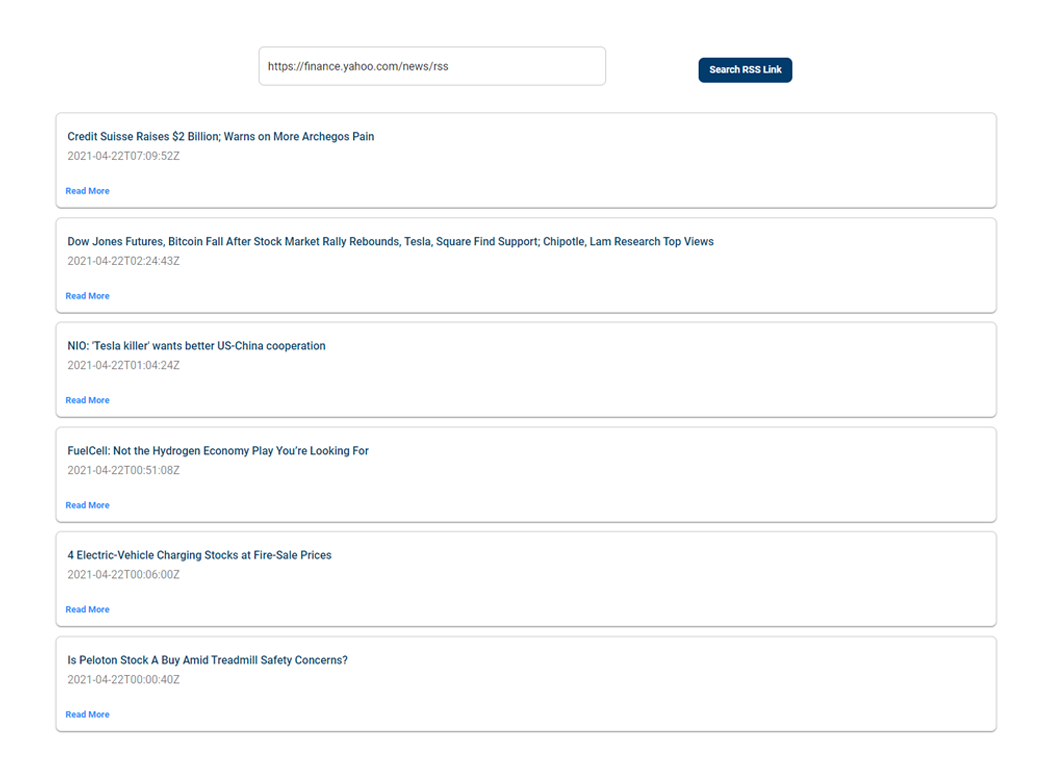 https://finance.yahoo.com/news/rss
Search RSS Link
Credit Suisse Raises $2 Billion; Warns on More Archegos Pain
2021-04-22T07:09:52Z
Read More
Dow Jones Futures, Bitcoin Fall After Stock Market Rally Rebounds, Tesla, Square Find Support; Chipotle, Lam Research Top Views
2021-04-22T02:24:43Z
Read More
NIO: 'Tesla killer' wants better US-China cooperation
2021-04-22T01:04:24Z
Read More
FuelCell: Not the Hydrogen Economy Play You’re Looking For
2021-04-22T00:51:08Z
Read More
4 Electric-Vehicle Charging Stocks at Fire-Sale Prices
2021-04-22T00:06:00Z
Read More
Is Peloton Stock A Buy Amid Treadmill Safety Concerns?
2021-04-22T00:00:40Z
Read More